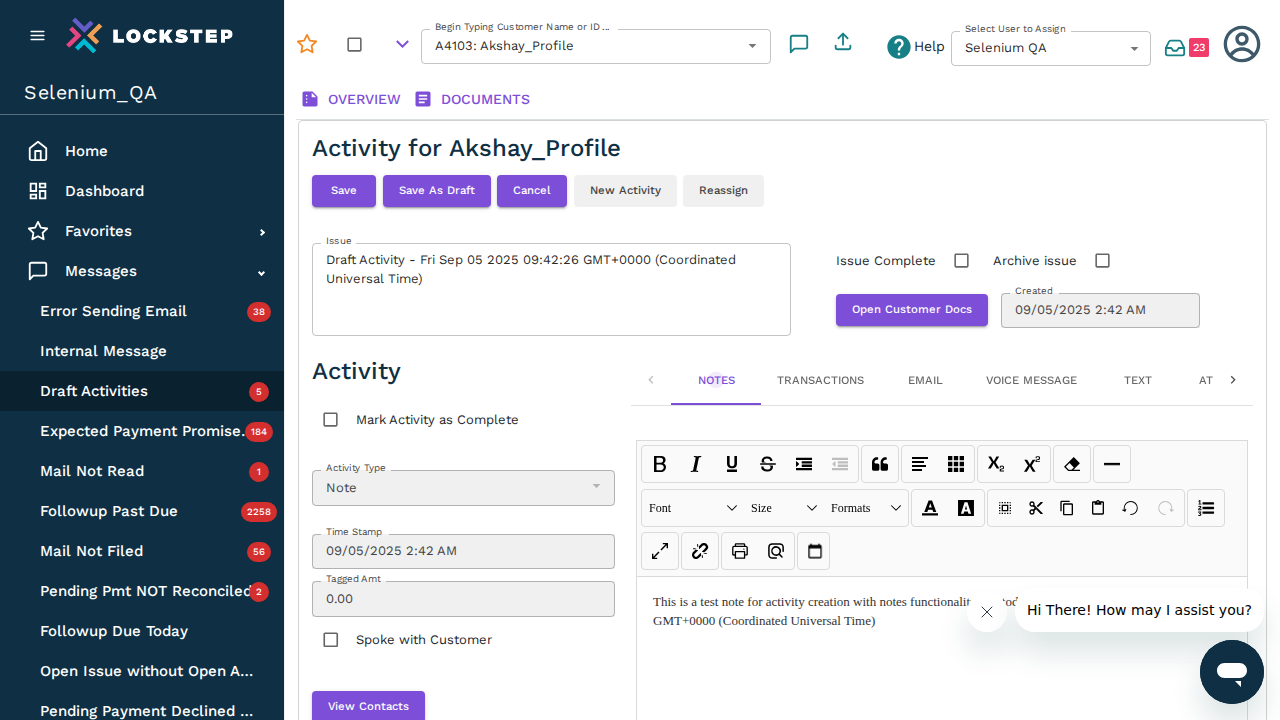 LOCKSTEP
Selenium_QA
Home
Dashboard
Favorites
Messages
Error Sending Email 38
Internal Message
Draft Activities 5
Expected Payment Promise. 184
Mail Not Read 1
Followup Past Due 2258
Mail Not Filed 56
Pending Pmt NOT Reconciled 2
Followup Due Today
Open Issue without Open A...
Pending Payment Declined ...
Begin Typing Customer Name or ID ...
A4103: Akshay_Profile
Help
Select User to Assign
Selenium QA
23
OVERVIEW DOCUMENTS
Activity for Akshay_Profile
Save Save As Draft Cancel New Activity Reassign
Issue
Draft Activity - Fri Sep 05 2025 09:42:26 GMT+0000 (Coordinated
Universal Time)
Issue Complete Archive issue
Open Customer Docs
Created
09/05/2025 2:42 AM
Activity
Mark Activity as Complete
Activity Type
Note
Time Stamp
09/05/2025 2:42 AM
Tagged Amt
0.00
Spoke with Customer
View Contacts
NOTES TRANSACTIONS EMAIL VOICE MESSAGE TEXT AT
Font Size Formats
This is a test note for activity creation with notes
GMT+0000 (Coordinated Universal Time)
Hi There! How may I assist you?